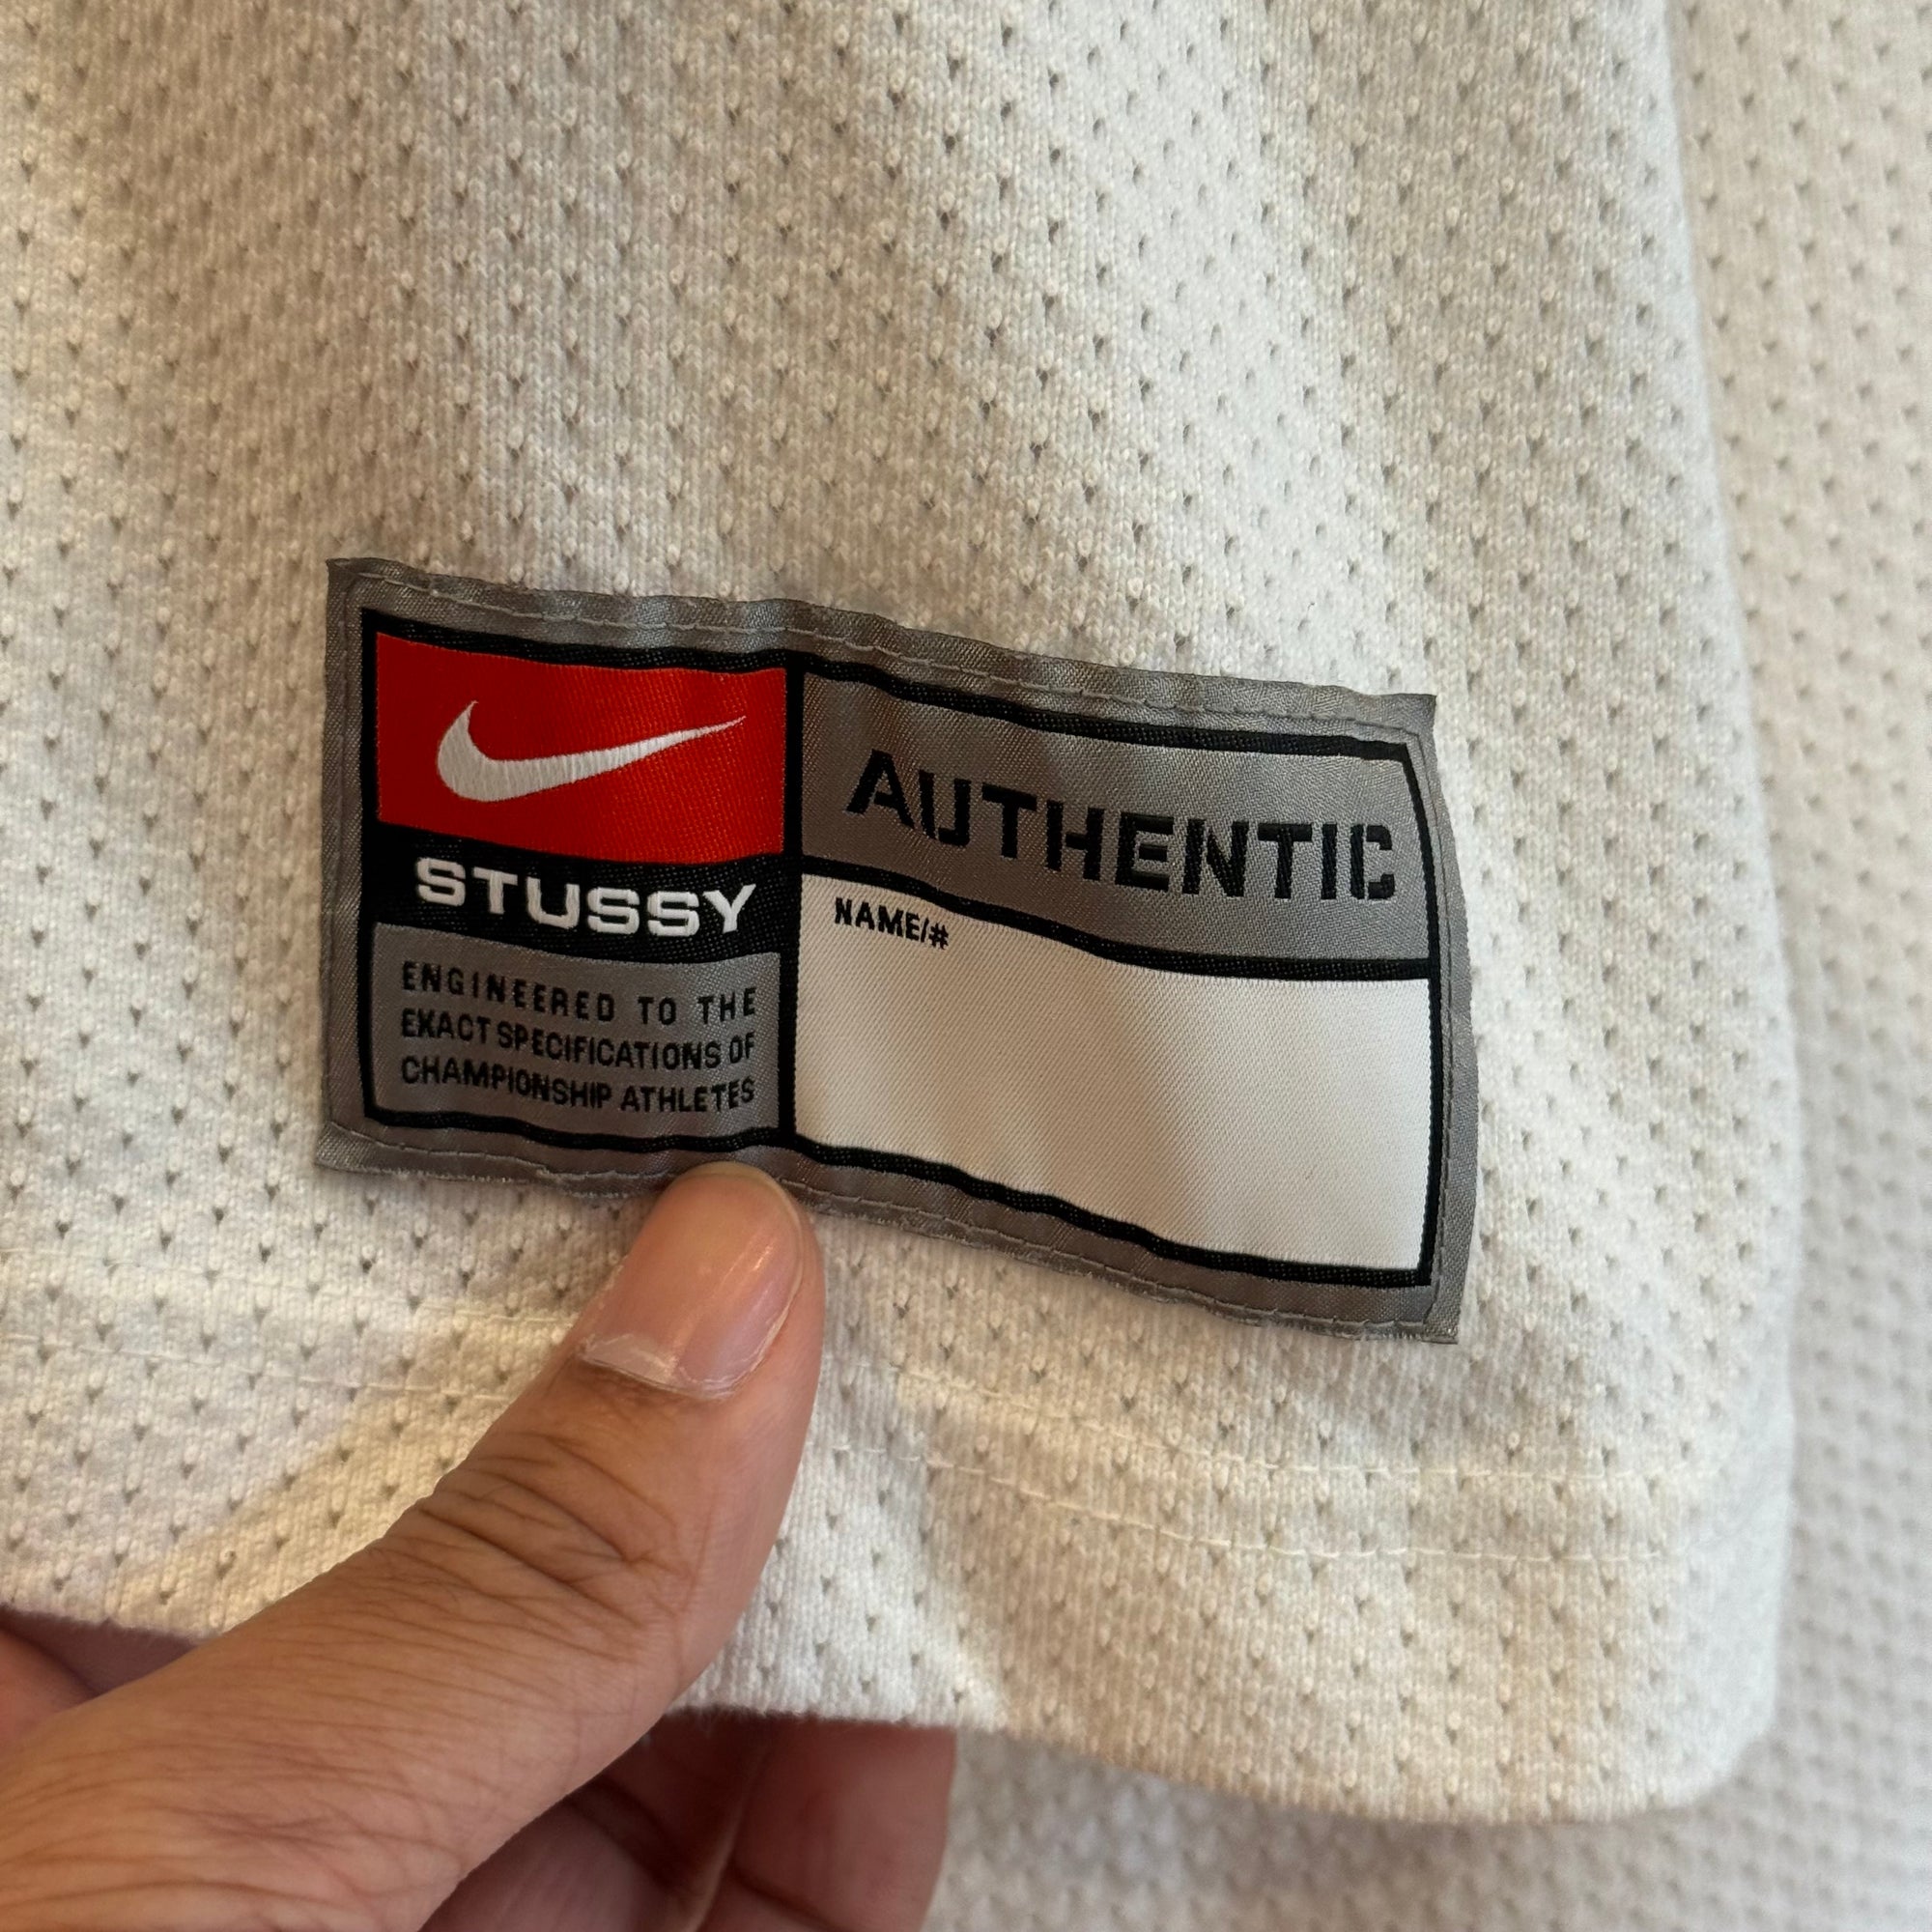 STUSSY
ENGINEERED TO THE
EXACT SPECIFICATIONS OF
CHAMPIONSHIP ATHLETES
AUTHENTIC
NAME/#